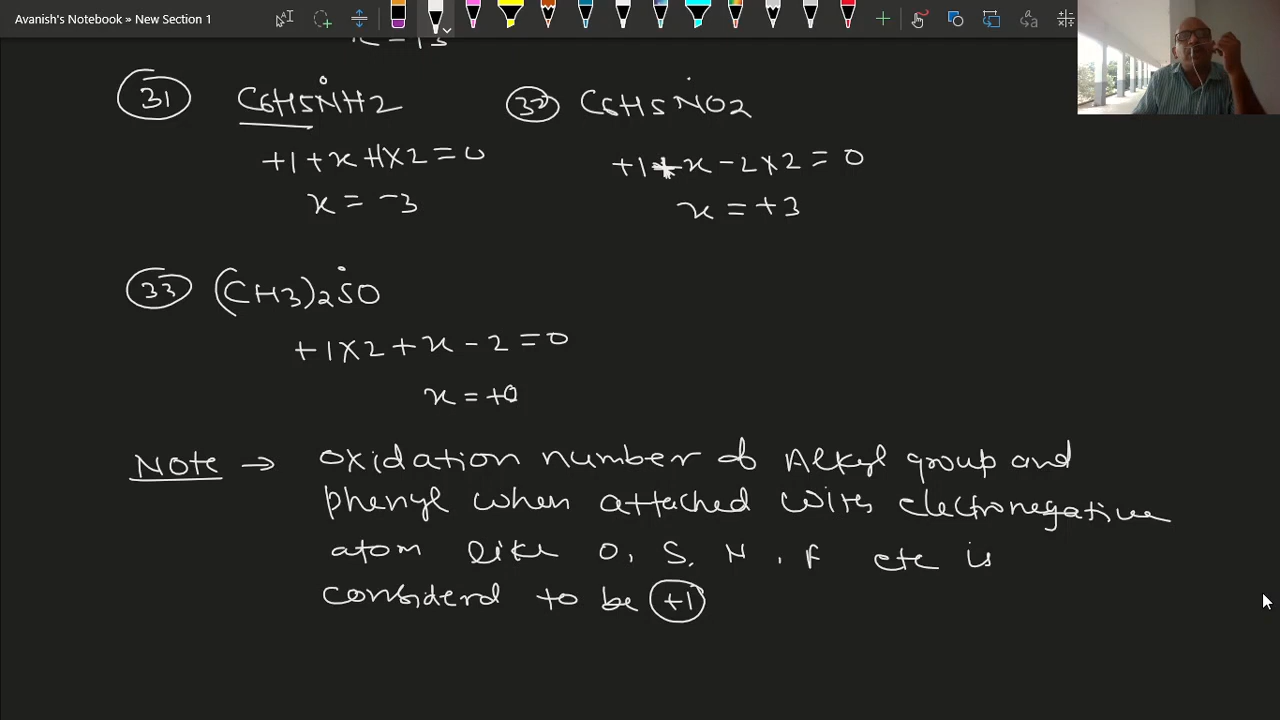 Avanish's Notebook » New Section 1
x = 13
31 C6H5NH2 32 C6H5NO2
+1 + x +1×2 = 0 +1 + x - 2×2 = 0
x = -3 x = +3
33 (CH3)2SO
+1×2 + x - 2 = 0
x = +0
Note → oxidation number of Alkyl group and
phenyl when attached with electronegative
atom like O, S, N, F etc is
considerd to be +1